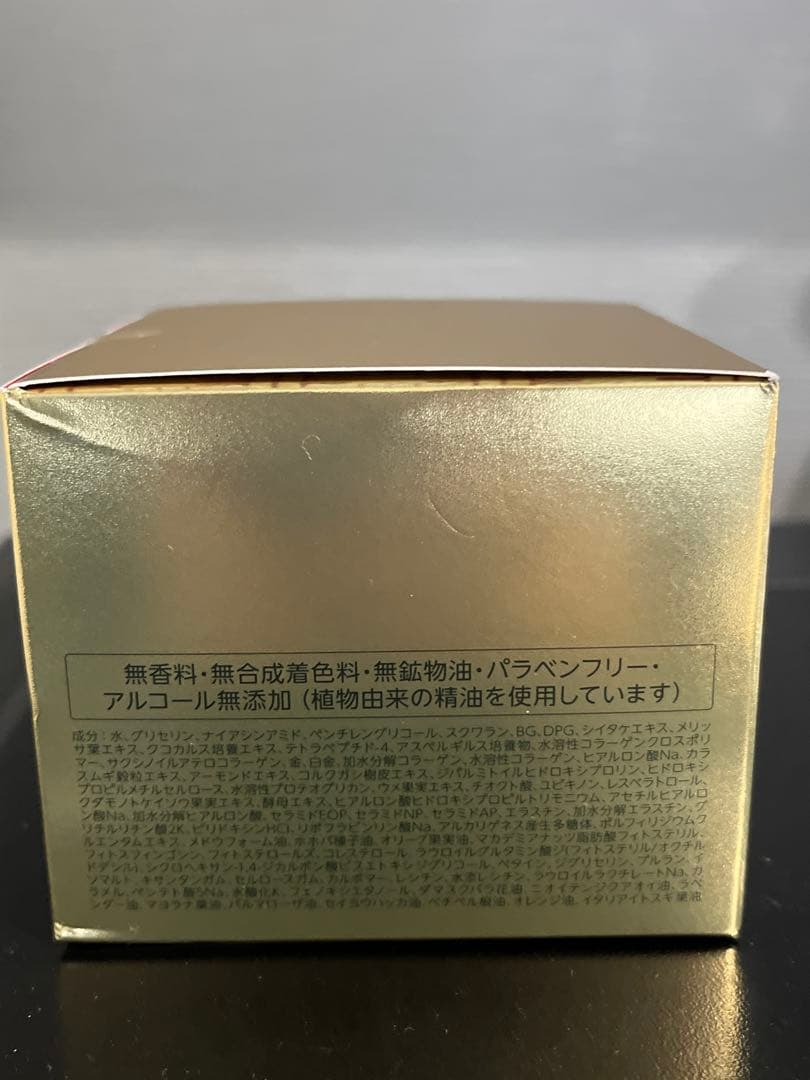 無香料・無合成着色料・無鉱物油・パラベンフリー・
アルコール無添加（植物由来の精油を使用しています）
成分：水、グリセリン、ナイアシンアミド、ペンチレングリコール、スクワラン、BG、DPG、シイタケエキス、メリッ
サ葉エキス、クコカルス培養エキス、テトラペプチド-4、アスペルギルス培養物、水溶性コラーゲンクロスポリ
マー、サクシノイルアテロコラーゲン、金、白金、加水分解コラーゲン、水溶性コラーゲン、ヒアルロン酸Na、カラ
スムギ穀粒エキス、アーモンドエキス、コルクガシ樹皮エキス、ジパルミトイルヒドロキシプロリン、ヒドロキシ
プロピルメチルセルロース、水溶性プロテオグリカン、ウメ果実エキス、チオクト酸、ユビキノン、レスベラトロール、
クダモノトケイソウ果実エキス、酵母エキス、ヒアルロン酸ヒドロキシプロピルトリモニウム、アセチルヒアルロ
ン酸Na、加水分解ヒアルロン酸、セラミドEOP、セラミドNP、セラミドAP、エラスチン、加水分解エラスチン、グ
リチルリチン酸2K、ピリドキシンHCl、リボフラビンリン酸Na、アルカリゲネス産生多糖体、ポルフィリジウムク
ルエンタムエキス、メドウフォーム油、ホホバ種子油、オリーブ果実油、マカデミアナッツ脂肪酸フィトステリル、
フィトスフィンゴシン、フィトステロールズ、コレステロール、ラウロイルグルタミン酸ジ(フィトステリル/オクチル
ドデシル)、シクロヘキサン-1,4-ジカルボン酸ビスエトキシジグリコール、ベタイン、ジグリセリン、プルラン、イ
ソマルト、キサンタンガム、セルロースガム、カルボマー、レシチン、水添レシチン、ラウロイルラクチレートNa、カ
ラメル、ペンテト酸5Na、水酸化K、フェノキシエタノール、ダマスクバラ花油、ニオイテンジクアオイ油、ラベ
ンダー油、マヨラナ葉油、パルマローザ油、セイヨウハッカ油、ベチベル根油、オレンジ油、イタリアイトスギ葉油